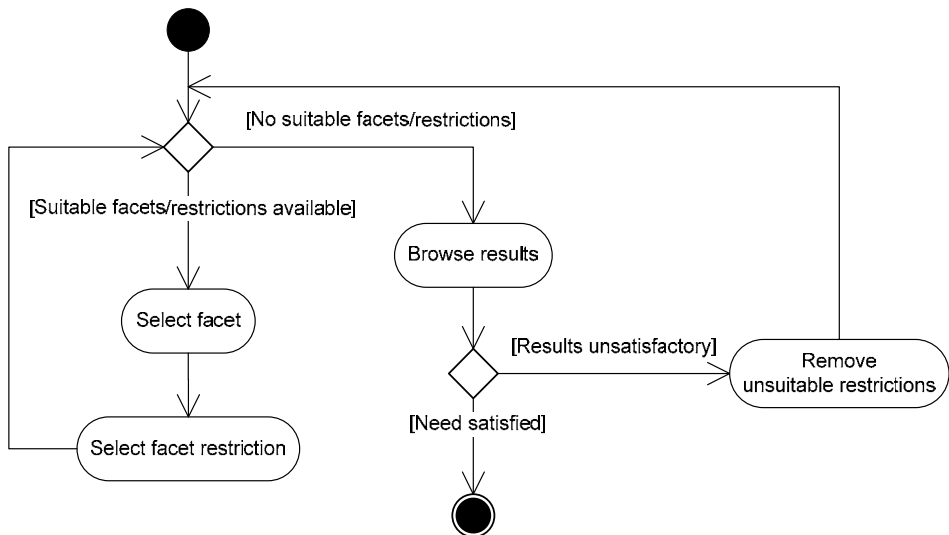 [No suitable facets/restrictions]
[Suitable facets/restrictions available]
Browse results
Select facet
[Results unsatisfactory]
Remove
unsuitable restrictions
[Need satisfied]
Select facet restriction